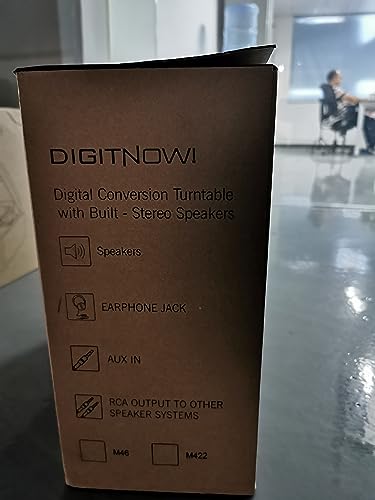 DIGITNOW!
Digital Conversion Turntable
with Built - Stereo Speakers
Speakers
EARPHONE JACK
AUX IN
RCA OUTPUT TO OTHER
SPEAKER SYSTEMS
M46 M422